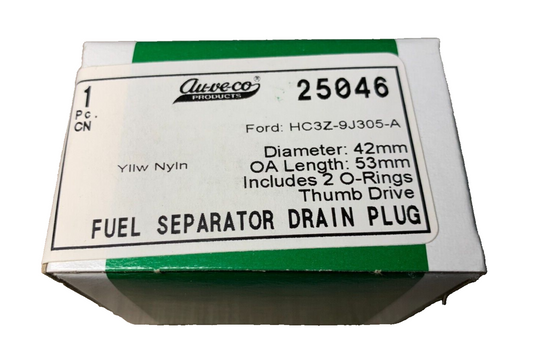 1
Pc.
CN
Au-ve-co®
PRODUCTS
25046
Ford: HC3Z-9J305-A
Yllw Nyln
Diameter: 42mm
OA Length: 53mm
Includes 2 O-Rings
Thumb Drive
FUEL SEPARATOR DRAIN PLUG